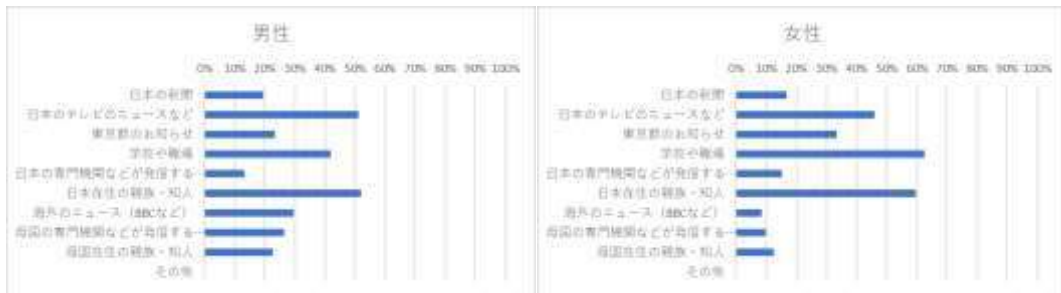 男性
0% 10% 20% 30% 40% 50% 60% 70% 80% 90% 100%
日本の新聞
日本のテレビのニュースなど
東京都のお知らせ
学校や職場
日本の専門機関などが発信する
日本在住の親族・知人
海外のニュース（BBCなど）
母国の専門機関などが発信する
母国在住の親族・知人
その他
女性
0% 10% 20% 30% 40% 50% 60% 70% 80% 90% 100%
日本の新聞
日本のテレビのニュースなど
東京都のお知らせ
学校や職場
日本の専門機関などが発信する
日本在住の親族・知人
海外のニュース（BBCなど）
母国の専門機関などが発信する
母国在住の親族・知人
その他